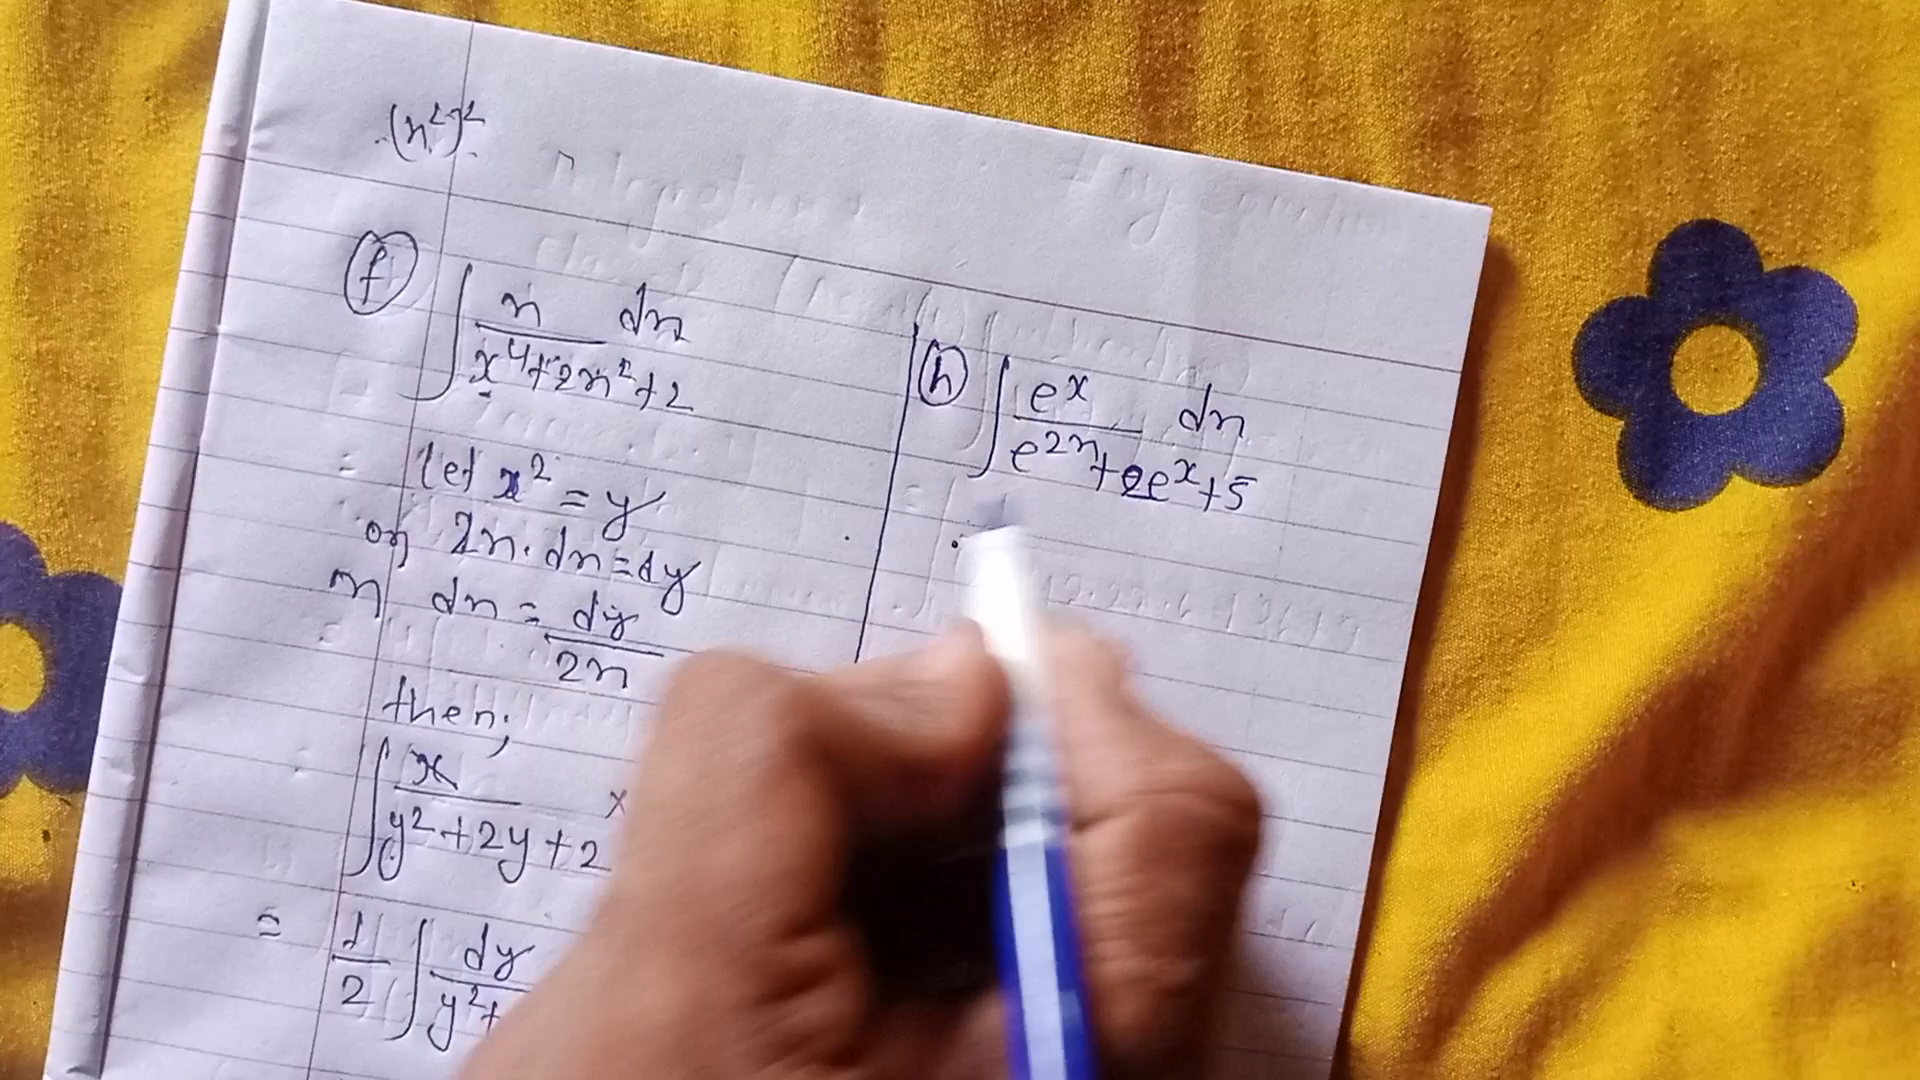 (x²)²
(f) ∫ x dx / (x⁴+2x²+2)
= let x² = y
or 2x. dx = dy
or dx = dy / 2x
then;
∫ x / (y²+2y+2) ×
= 1/2 ∫ dy / (y²+
(h) ∫ eˣ / (e²ˣ+2eˣ+5) dx